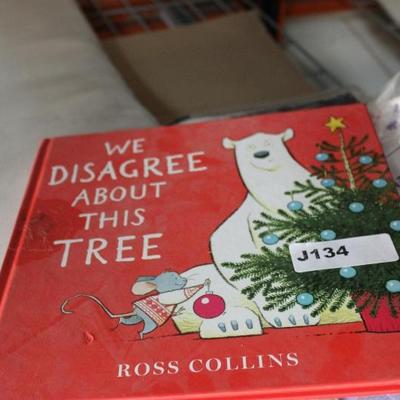 WE
DISAGREE
ABOUT
THIS
TREE
J134
ROSS COLLINS